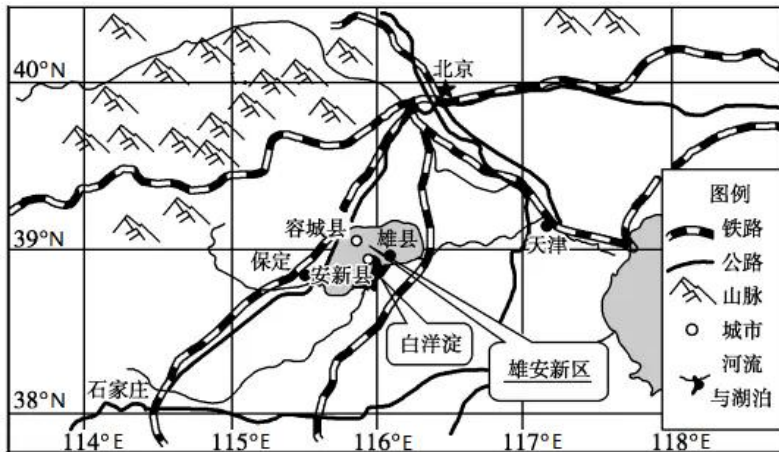 40°N
北京
图例
铁路
公路
山脉
城市
河流
与湖泊
容城县
雄县
39°N
天津
保定
安新县
白洋淀
雄安新区
石家庄
38°N
114°E
115°E
116°E
117°E
118°E